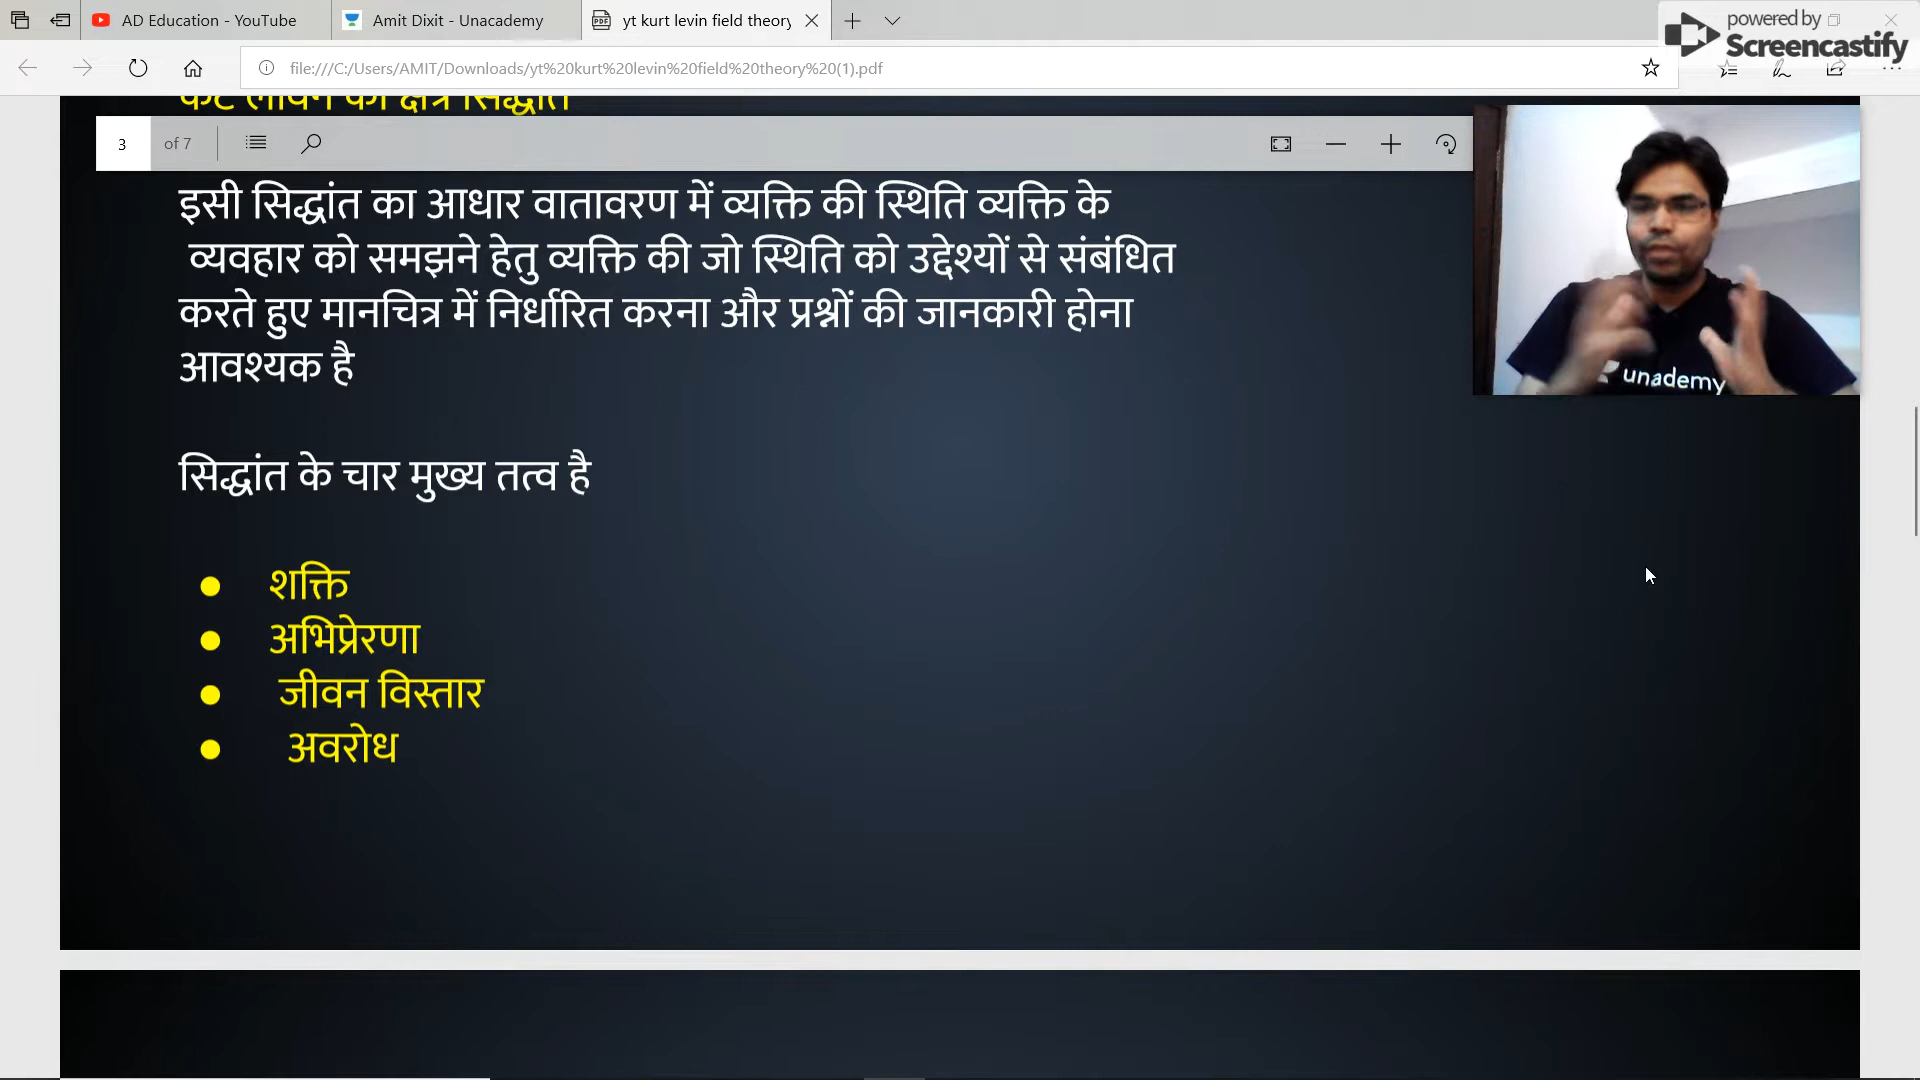 AD Education - YouTube
Amit Dixit - Unacademy
yt kurt levin field theory
powered by
Screencastify
file:///C:/Users/AMIT/Downloads/yt%20kurt%20levin%20field%20theory%20(1).pdf
का क्षेत्र सिद्धांत
3 of 7
इसी सिद्धांत का आधार वातावरण में व्यक्ति की स्थिति व्यक्ति के
व्यवहार को समझने हेतु व्यक्ति की जो स्थिति को उद्देश्यों से संबंधित
करते हुए मानचित्र में निर्धारित करना और प्रश्नों की जानकारी होना
आवश्यक है
सिद्धांत के चार मुख्य तत्व है
शक्ति
अभिप्रेरणा
जीवन विस्तार
अवरोध
unademy